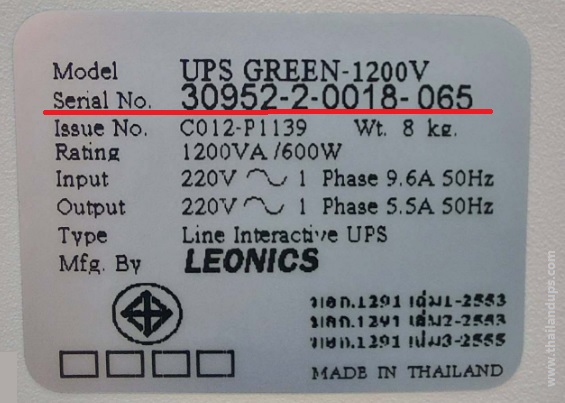 Model UPS GREEN-1200V
Serial No. 30952-2-0018-065
Issue No. C012-P1139 Wt. 8 kg.
Rating 1200VA/600W
Input 220V 1 Phase 9.6A 50Hz
Output 220V 1 Phase 5.5A 50Hz
Type Line Interactive UPS
Mfg. By LEONICS
มอก.1291 เล่ม1-2553
มอก.1291 เล่ม2-2553
มอก.1291 เล่ม3-2555
MADE IN THAILAND
www.thailandups.com